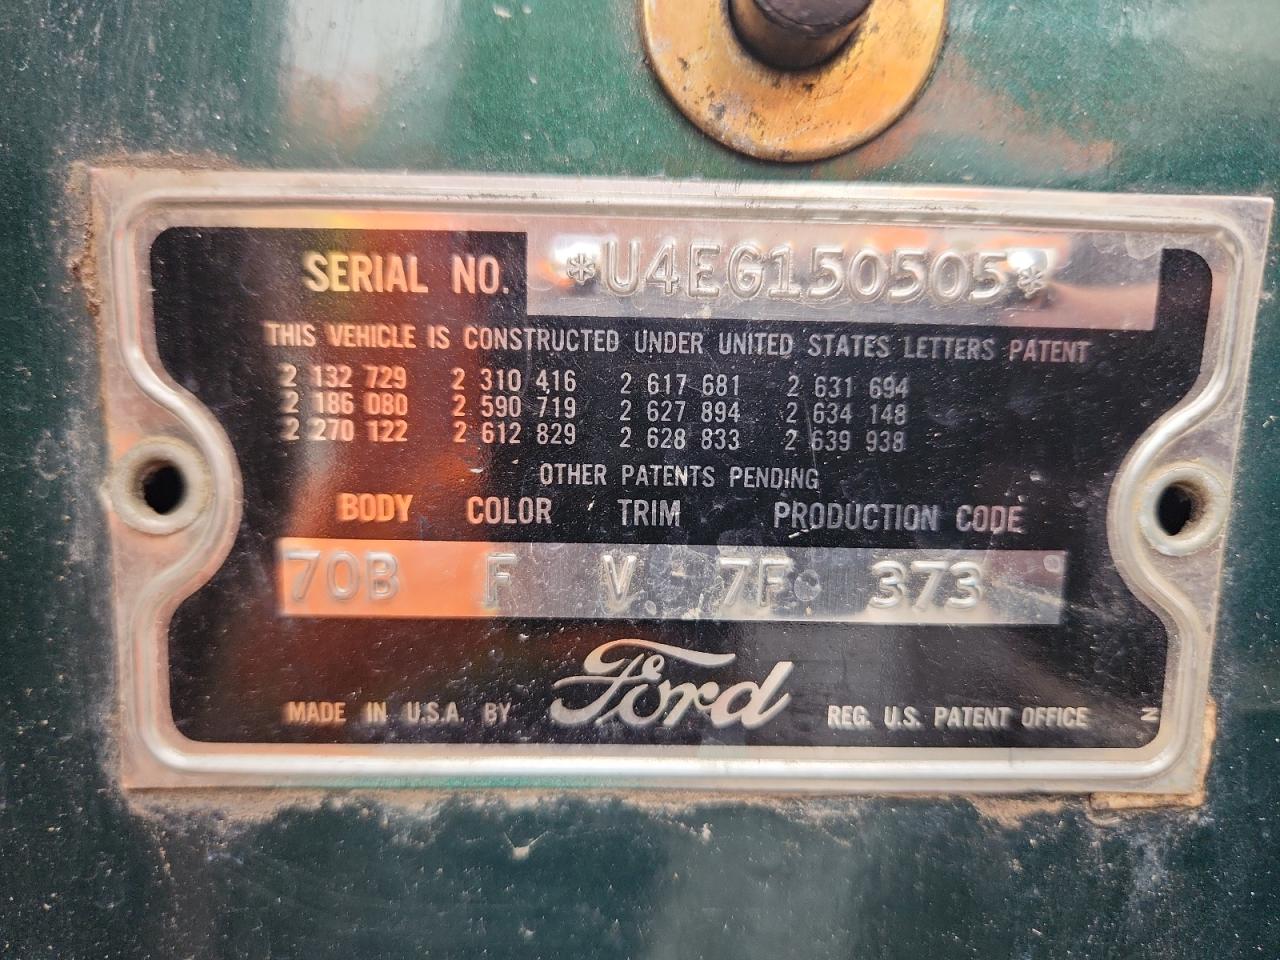 SERIAL NO. *U4EG150505*
THIS VEHICLE IS CONSTRUCTED UNDER UNITED STATES LETTERS PATENT
2 132 729 2 310 416 2 617 681 2 631 694
2 186 080 2 590 719 2 627 894 2 634 148
2 270 122 2 612 829 2 628 833 2 639 938
OTHER PATENTS PENDING
BODY COLOR TRIM PRODUCTION CODE
70B F V 7F 373
MADE IN U.S.A. BY Ford REG. U.S. PATENT OFFICE N